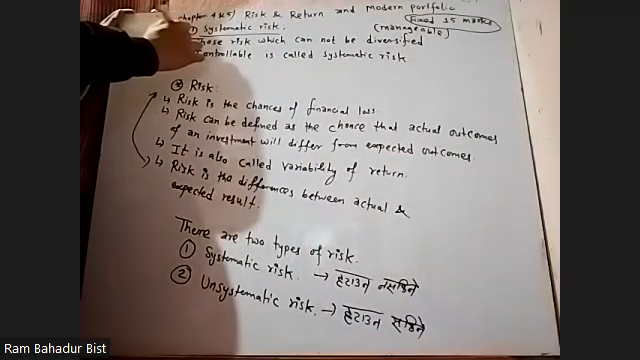 chapter 4 & 5) Risk & Return and modern portfolio
Fixed 15 marks
① Systematic risk. (manageable)
those risk which can not be diversified
controllable is called systematic risk
* Risk:
↳ Risk is the chances of financial loss.
↳ Risk can be defined as the chance that actual outcomes
of an investment will differ from expected outcomes
↳ It is also called variability of return.
↳ Risk is the differences between actual &
expected result.
There are two types of risk.
① Systematic risk. → हटाउन नसकिने
② Unsystematic risk. → हटाउन सकिने
Ram Bahadur Bist